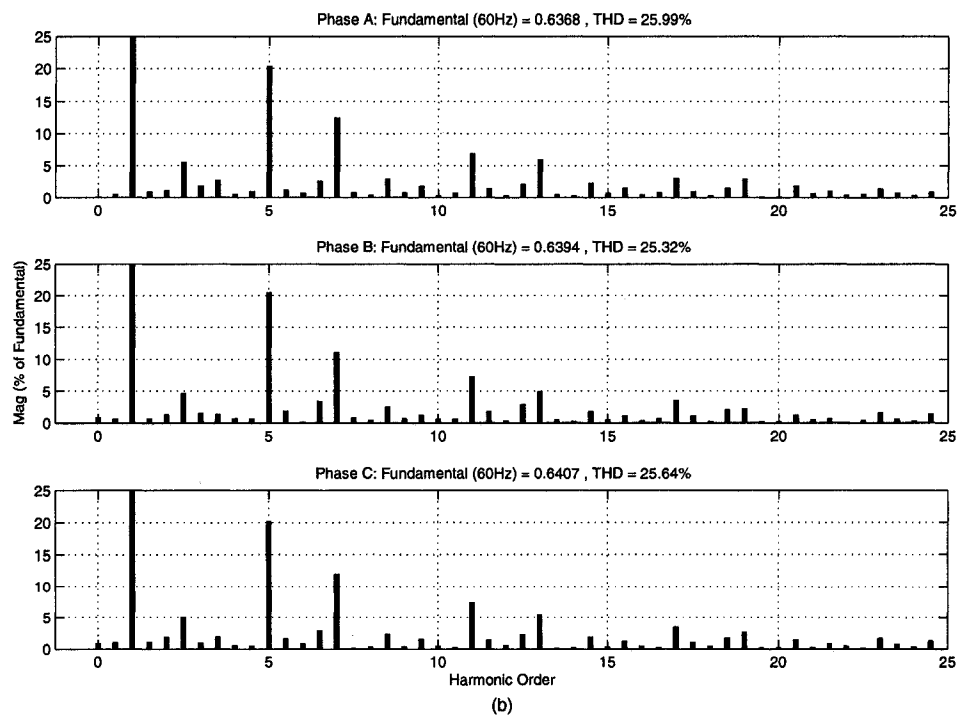 Phase A: Fundamental (60Hz) = 0.6368 , THD = 25.99%
25
20
15
10
5
0
0 5 10 15 20 25
Phase B: Fundamental (60Hz) = 0.6394 , THD = 25.32%
Mag (% of Fundamental)
25
20
15
10
5
0
0 5 10 15 20 25
Phase C: Fundamental (60Hz) = 0.6407 , THD = 25.64%
25
20
15
10
5
0
0 5 10 15 20 25
Harmonic Order
(b)